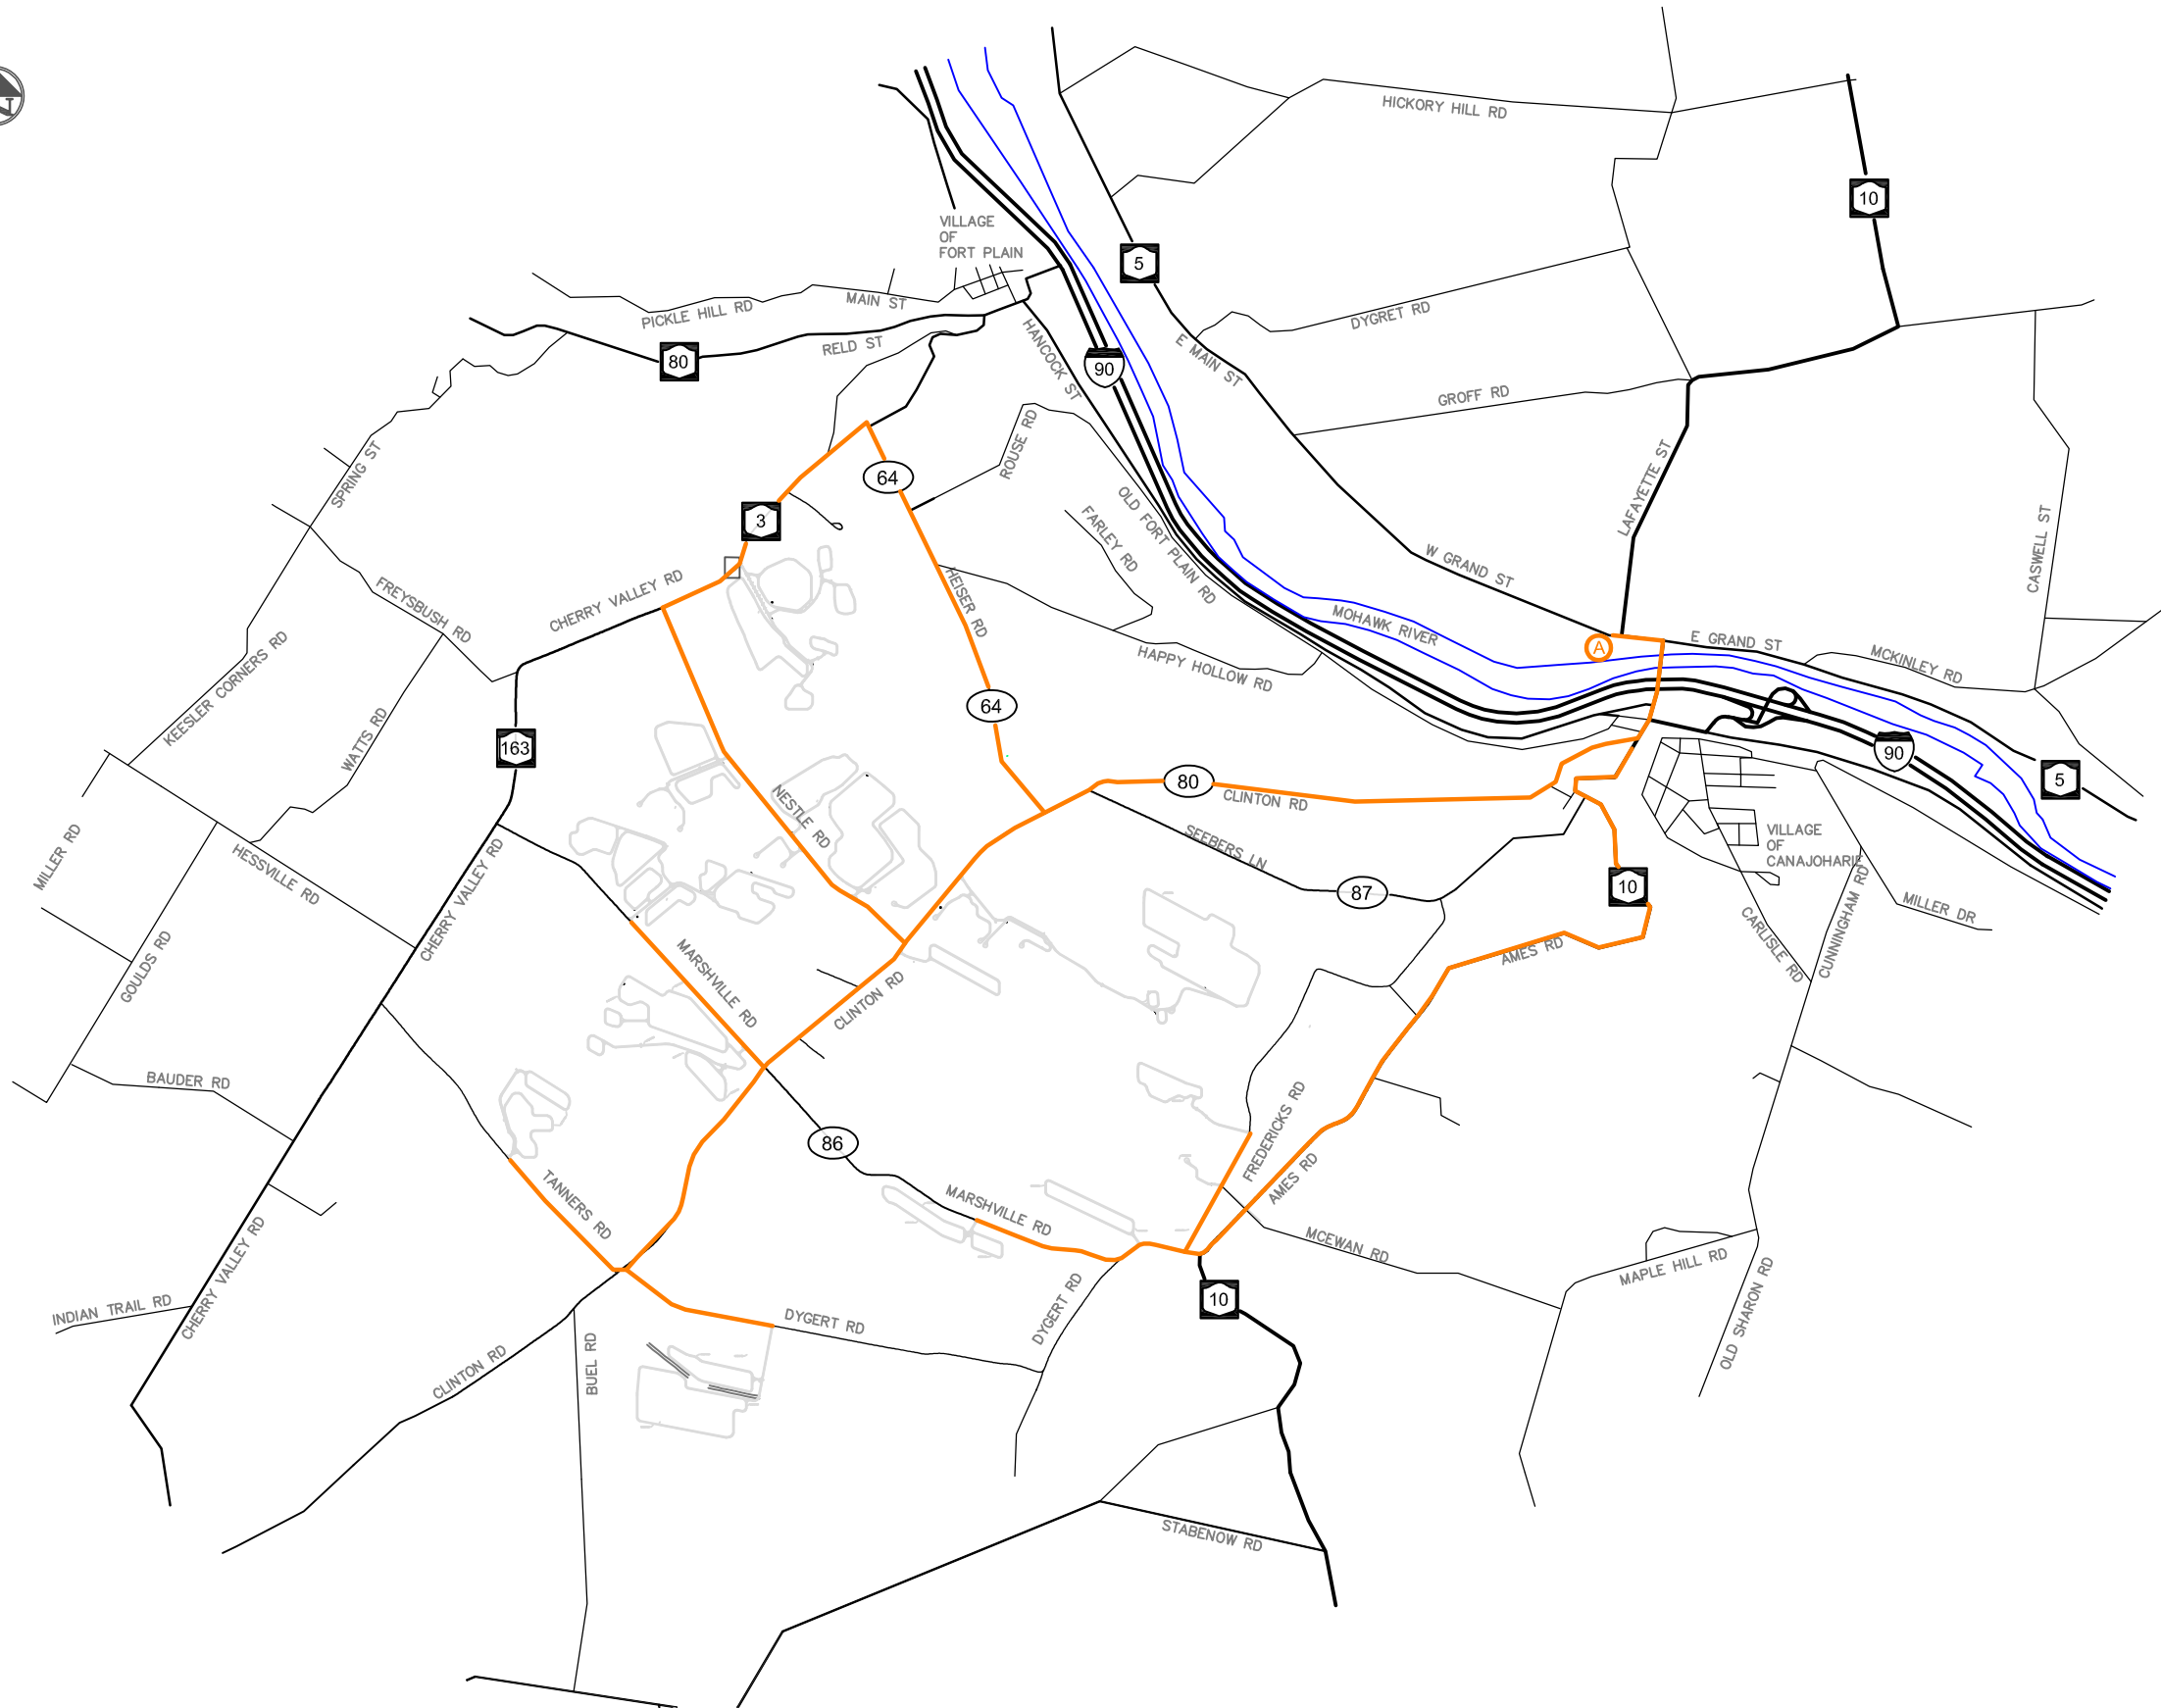 N
HICKORY HILL RD
10
VILLAGE
OF
FORT PLAIN
5
PICKLE HILL RD
MAIN ST
DYGRET RD
80
RELD ST
HANCOCK ST
90
E MAIN ST
GROFF RD
SPRING ST
64
ROUSE RD
LAFAYETTE ST
3
OLD FORT PLAIN RD
FARLEY RD
W GRAND ST
CASWELL ST
FREYSBUSH RD
CHERRY VALLEY RD
HEISER RD
MOHAWK RIVER
A
E GRAND ST
KEESLER CORNERS RD
HAPPY HOLLOW RD
MCKINLEY RD
64
163
WATTS RD
90
5
80
CLINTON RD
NESTLE RD
MILLER RD
HESSVILLE RD
SEEBERS LN
VILLAGE
OF
CANAJOHARIE
87
10
CHERRY VALLEY RD
GOULDS RD
MARSHVILLE RD
AMES RD
CARLISLE RD
CUNINGHAM RD
MILLER DR
CLINTON RD
BAUDER RD
86
FREDERICKS RD
TANNERS RD
MARSHVILLE RD
AMES RD
MCEWAN RD
CHERRY VALLEY RD
INDIAN TRAIL RD
DYGERT RD
10
MAPLE HILL RD
OLD SHARON RD
DYGERT RD
CLINTON RD
BUEL RD
STABENOW RD